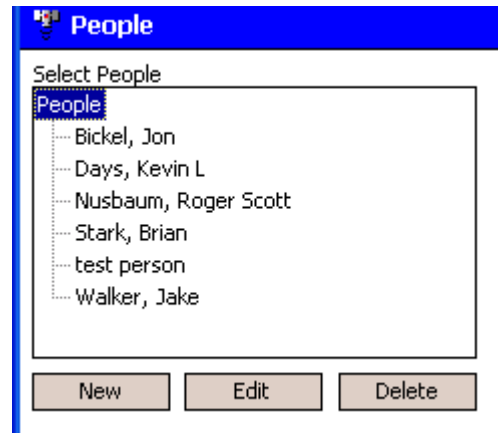 People
Select People
People
Bickel, Jon
Days, Kevin L
Nusbaum, Roger Scott
Stark, Brian
test person
Walker, Jake
New Edit Delete